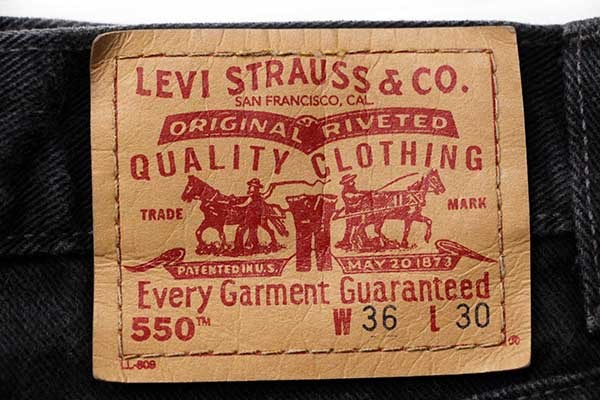 LEVI STRAUSS & CO.
SAN FRANCISCO, CAL.
ORIGINAL RIVETED
QUALITY CLOTHING
TRADE MARK
PATENTED IN U.S. MAY 20 1873
Every Garment Guaranteed
550™ W 36 L 30
L-809 ®